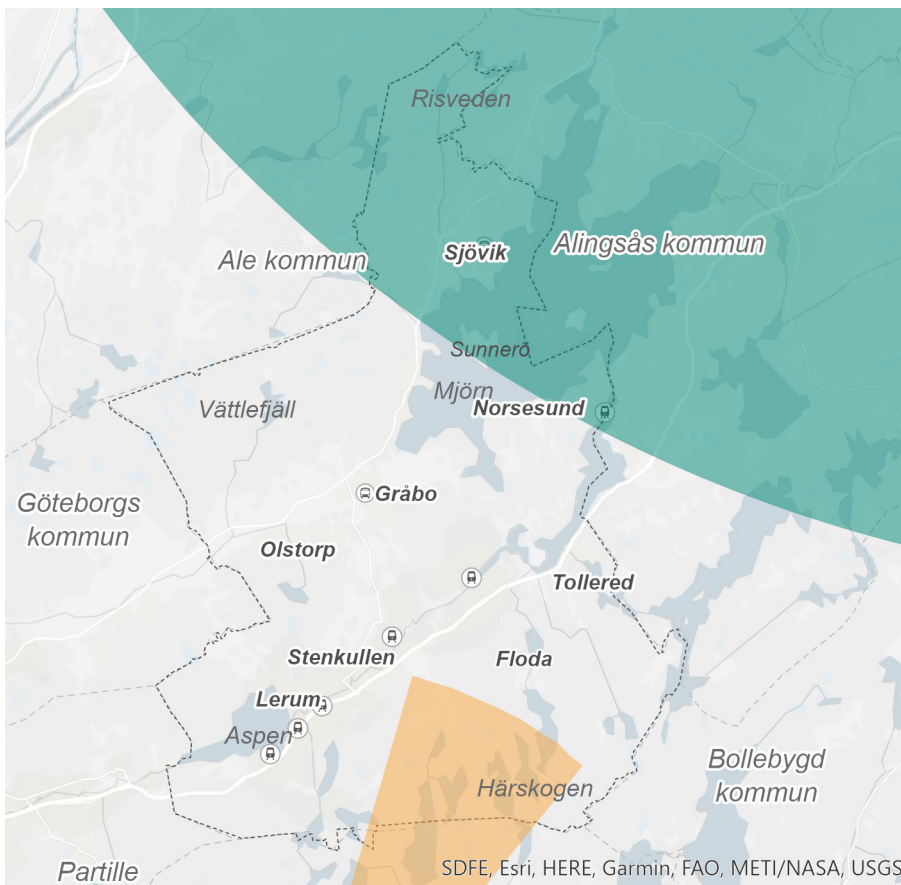 Risveden
Sjövik
Alingsås kommun
Ale kommun
Sunnerö
Mjörn
Vättlefjäll
Norsesund
Göteborgs
kommun
Gråbo
Olstorp
Tollered
Stenkullen
Floda
Lerum
Aspen
Härskogen
Bollebygd
kommun
Partille
SDFE, Esri, HERE, Garmin, FAO, METI/NASA, USGS